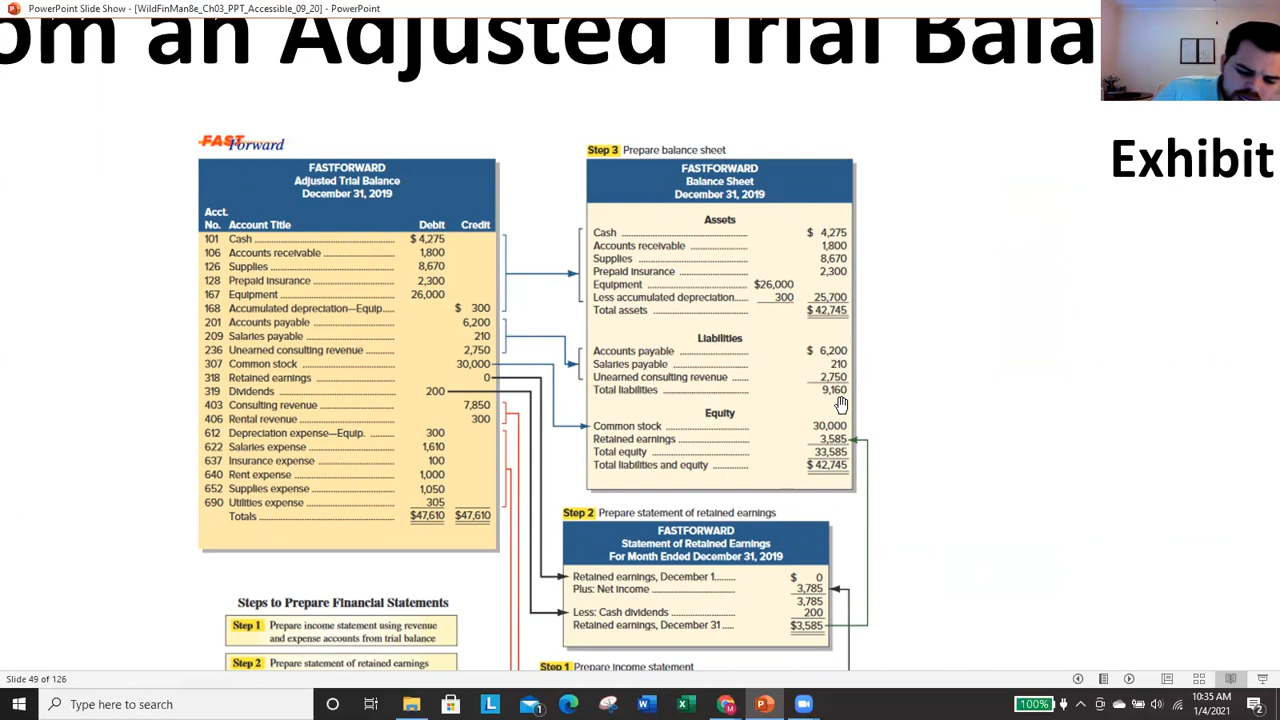 PowerPoint Slide Show - [WildFinMan8e_Ch03_PPT_Accessible_09_20] - PowerPoint
om an Adjusted Trial Bala
Exhibit
FAST Forward
FASTFORWARD
Adjusted Trial Balance
December 31, 2019
Acct.
No. Account Title Debit Credit
101 Cash $ 4,275
106 Accounts receivable 1,800
126 Supplies 8,670
128 Prepaid insurance 2,300
167 Equipment 26,000
168 Accumulated depreciation—Equip. $ 300
201 Accounts payable 6,200
209 Salaries payable 210
236 Unearned consulting revenue 2,750
307 Common stock 30,000
318 Retained earnings 0
319 Dividends 200
403 Consulting revenue 7,850
406 Rental revenue 300
612 Depreciation expense—Equip. 300
622 Salaries expense 1,610
637 Insurance expense 100
640 Rent expense 1,000
652 Supplies expense 1,050
690 Utilities expense 305
Totals $47,610 $47,610
Steps to Prepare Financial Statements
Step 1 Prepare income statement using revenue
and expense accounts from trial balance
Step 2 Prepare statement of retained earnings
Step 3 Prepare balance sheet
FASTFORWARD
Balance Sheet
December 31, 2019
Assets
Cash $ 4,275
Accounts receivable 1,800
Supplies 8,670
Prepaid insurance 2,300
Equipment $26,000
Less accumulated depreciation 300 25,700
Total assets $ 42,745
Liabilities
Accounts payable $ 6,200
Salaries payable 210
Unearned consulting revenue 2,750
Total liabilities 9,160
Equity
Common stock 30,000
Retained earnings 3,585
Total equity 33,585
Total liabilities and equity $ 42,745
Step 2 Prepare statement of retained earnings
FASTFORWARD
Statement of Retained Earnings
For Month Ended December 31, 2019
Retained earnings, December 1 $ 0
Plus: Net income 3,785
3,785
Less: Cash dividends 200
Retained earnings, December 31 $3,585
Step 1 Prepare income statement
Slide 49 of 126
Type here to search
100%
10:35 AM
1/4/2021